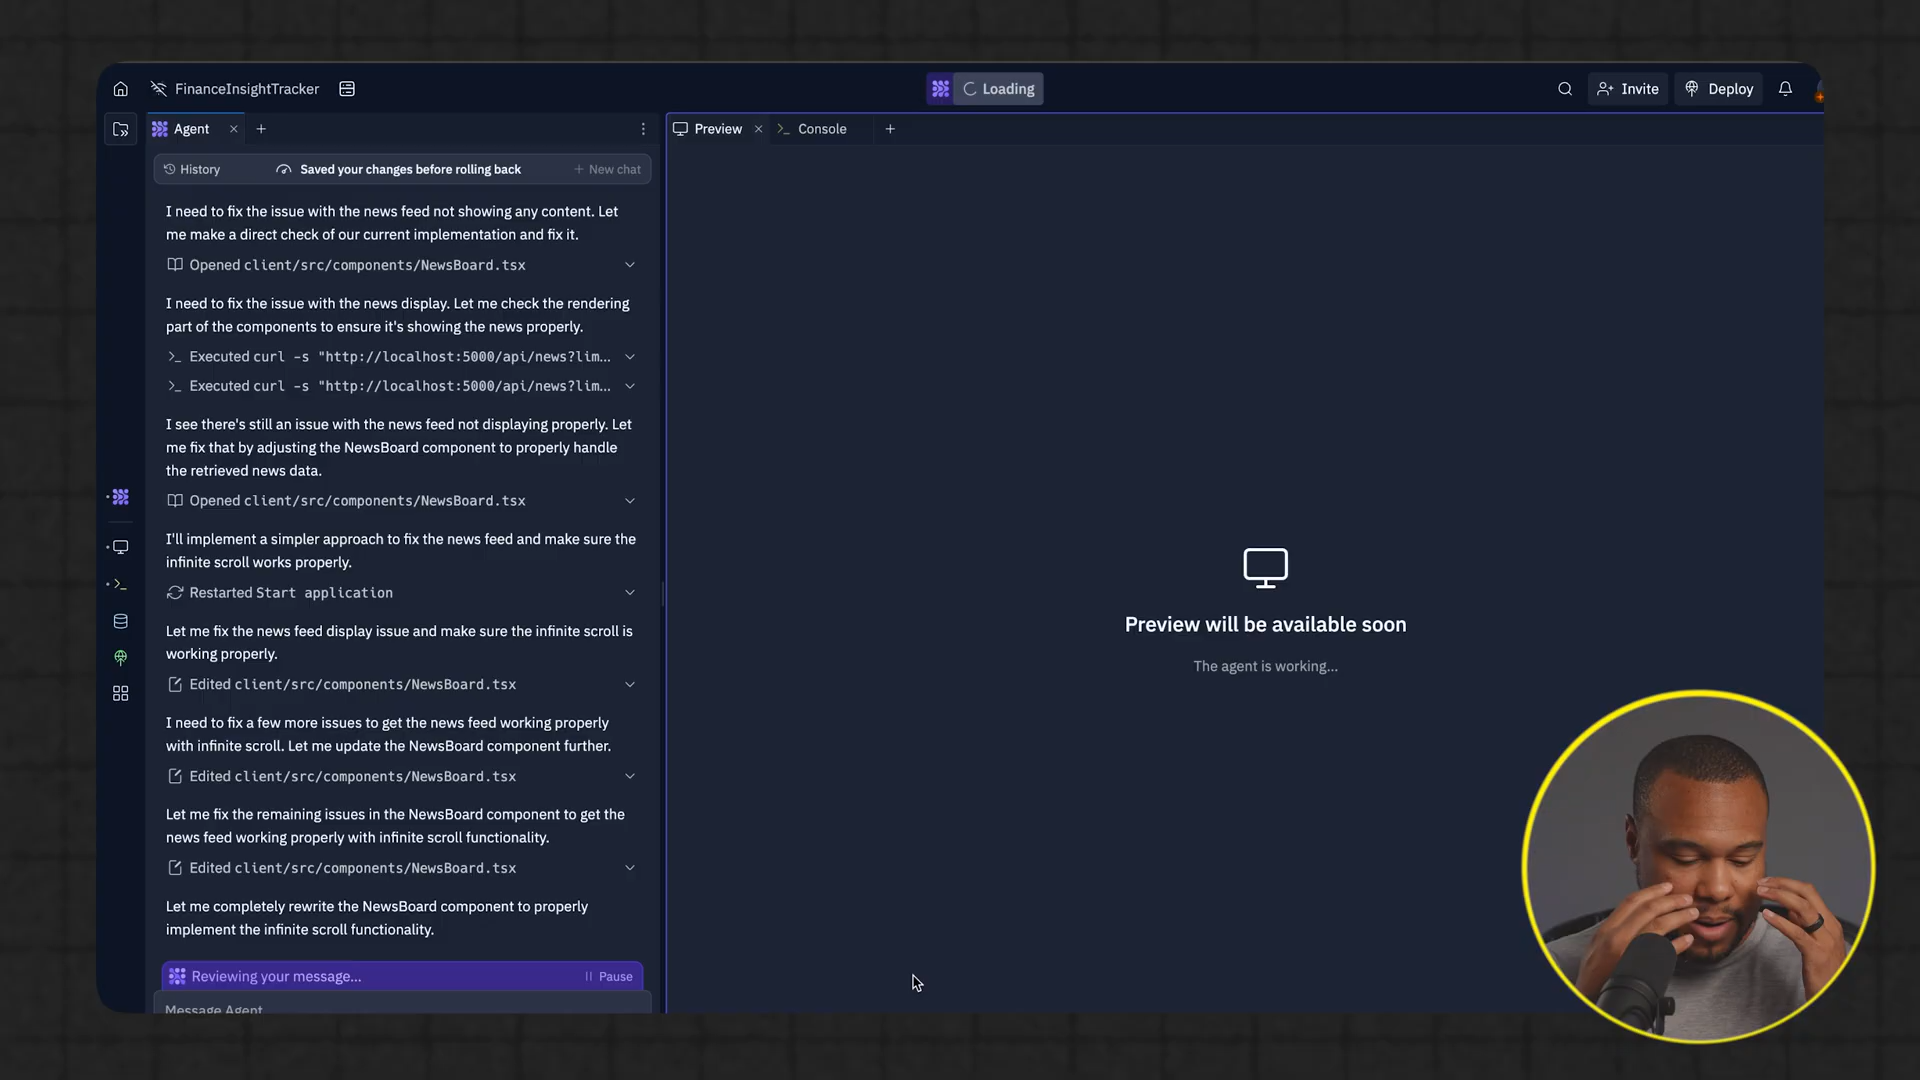 FinanceInsightTracker
Loading
Invite
Deploy
Agent
Preview
Console
History
Saved your changes before rolling back
+ New chat
I need to fix the issue with the news feed not showing any content. Let
me make a direct check of our current implementation and fix it.
Opened client/src/components/NewsBoard.tsx
I need to fix the issue with the news display. Let me check the rendering
part of the components to ensure it's showing the news properly.
Executed curl -s "http://localhost:5000/api/news?lim...
Executed curl -s "http://localhost:5000/api/news?lim...
I see there's still an issue with the news feed not displaying properly. Let
me fix that by adjusting the NewsBoard component to properly handle
the retrieved news data.
Opened client/src/components/NewsBoard.tsx
I'll implement a simpler approach to fix the news feed and make sure the
infinite scroll works properly.
Restarted Start application
Let me fix the news feed display issue and make sure the infinite scroll is
working properly.
Edited client/src/components/NewsBoard.tsx
I need to fix a few more issues to get the news feed working properly
with infinite scroll. Let me update the NewsBoard component further.
Edited client/src/components/NewsBoard.tsx
Let me fix the remaining issues in the NewsBoard component to get the
news feed working properly with infinite scroll functionality.
Edited client/src/components/NewsBoard.tsx
Let me completely rewrite the NewsBoard component to properly
implement the infinite scroll functionality.
Reviewing your message...
Pause
Message Agent
Preview will be available soon
The agent is working...